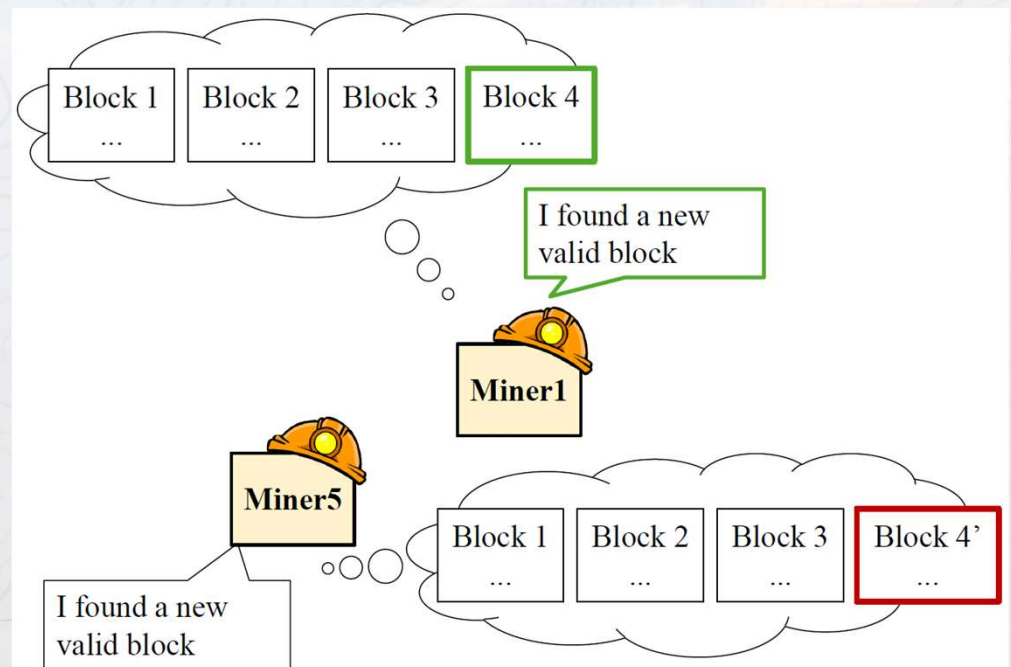 Block 1
...
Block 2
...
Block 3
...
Block 4
...
I found a new
valid block
Miner1
Miner5
Block 1
...
Block 2
...
Block 3
...
Block 4’
...
I found a new
valid block